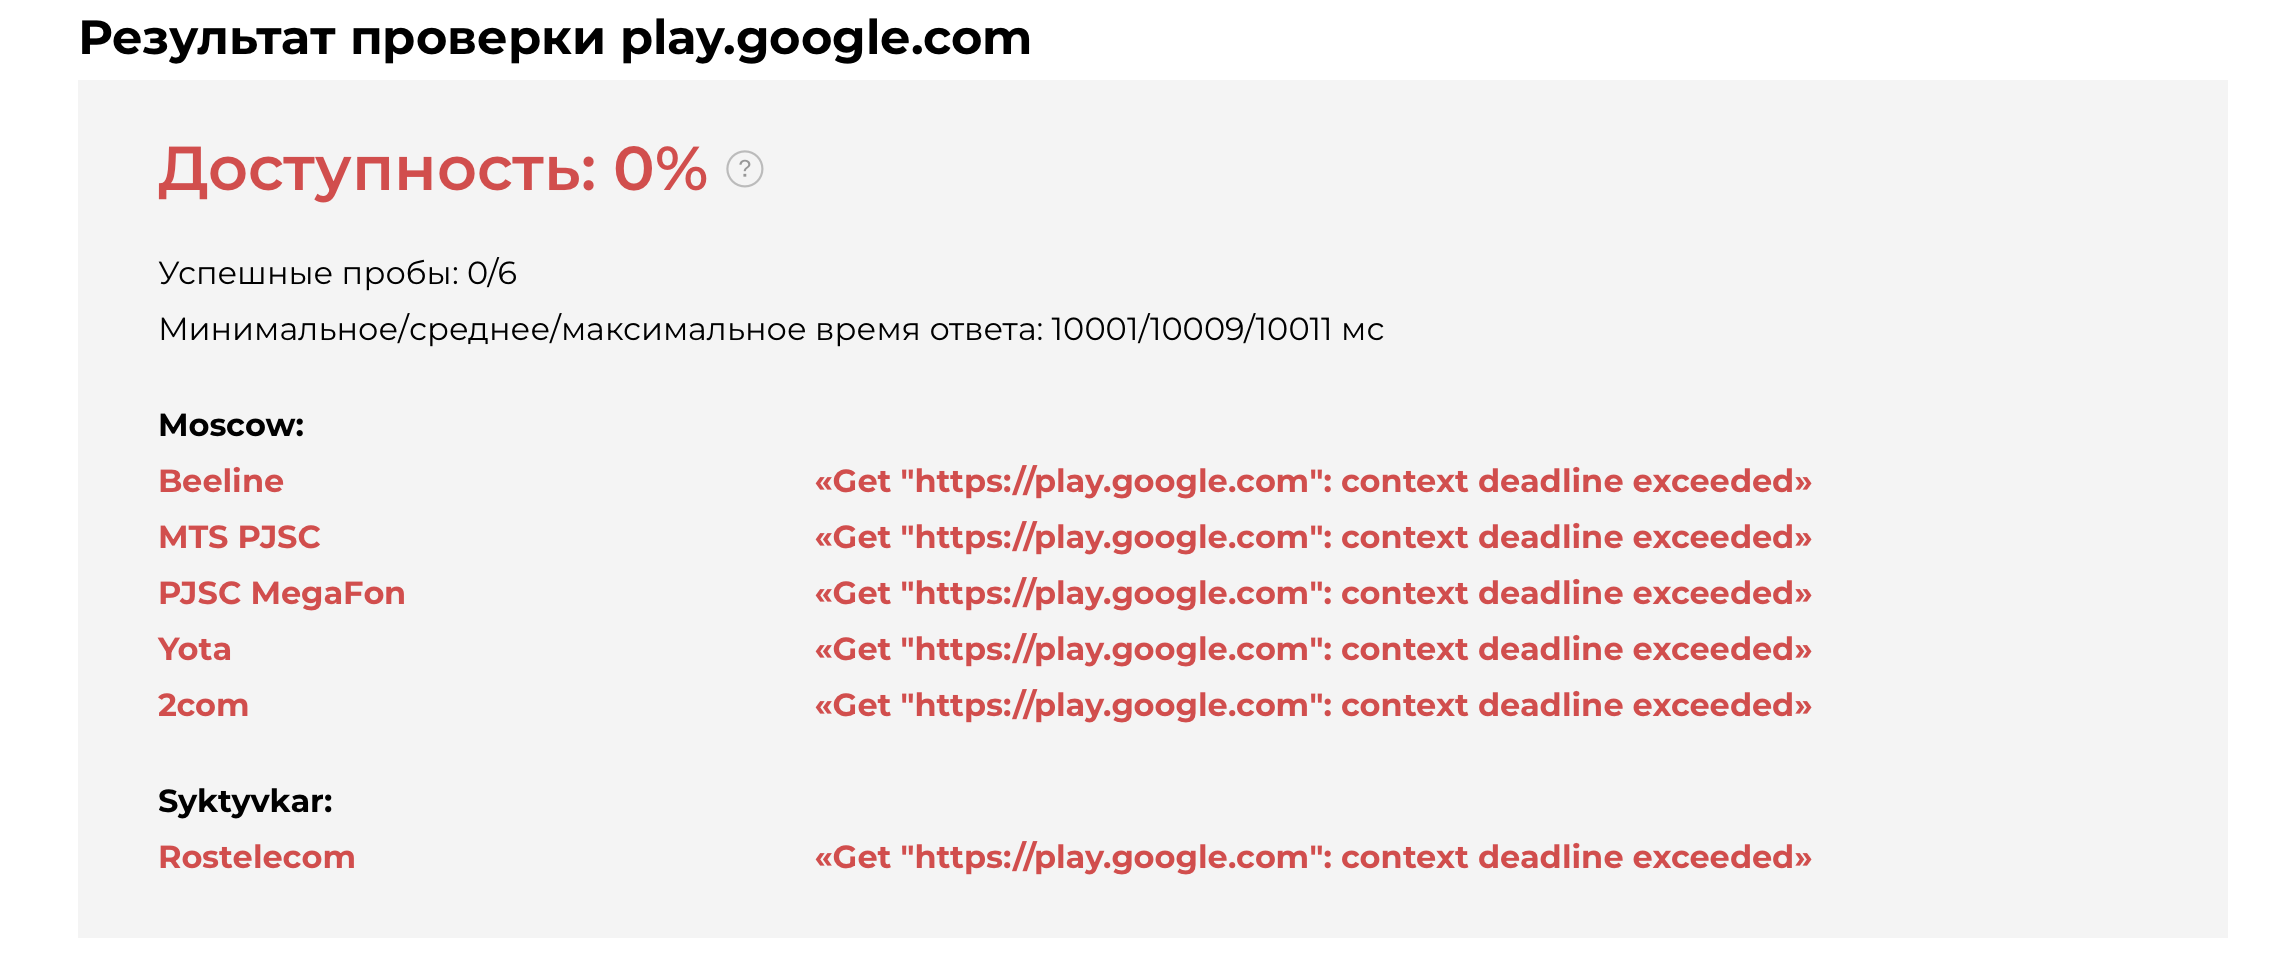 Результат проверки play.google.com
Доступность: 0% ?
Успешные пробы: 0/6
Минимальное/среднее/максимальное время ответа: 10001/10009/10011 мс
Moscow:
Beeline «Get "https://play.google.com": context deadline exceeded»
MTS PJSC «Get "https://play.google.com": context deadline exceeded»
PJSC MegaFon «Get "https://play.google.com": context deadline exceeded»
Yota «Get "https://play.google.com": context deadline exceeded»
2com «Get "https://play.google.com": context deadline exceeded»
Syktyvkar:
Rostelecom «Get "https://play.google.com": context deadline exceeded»